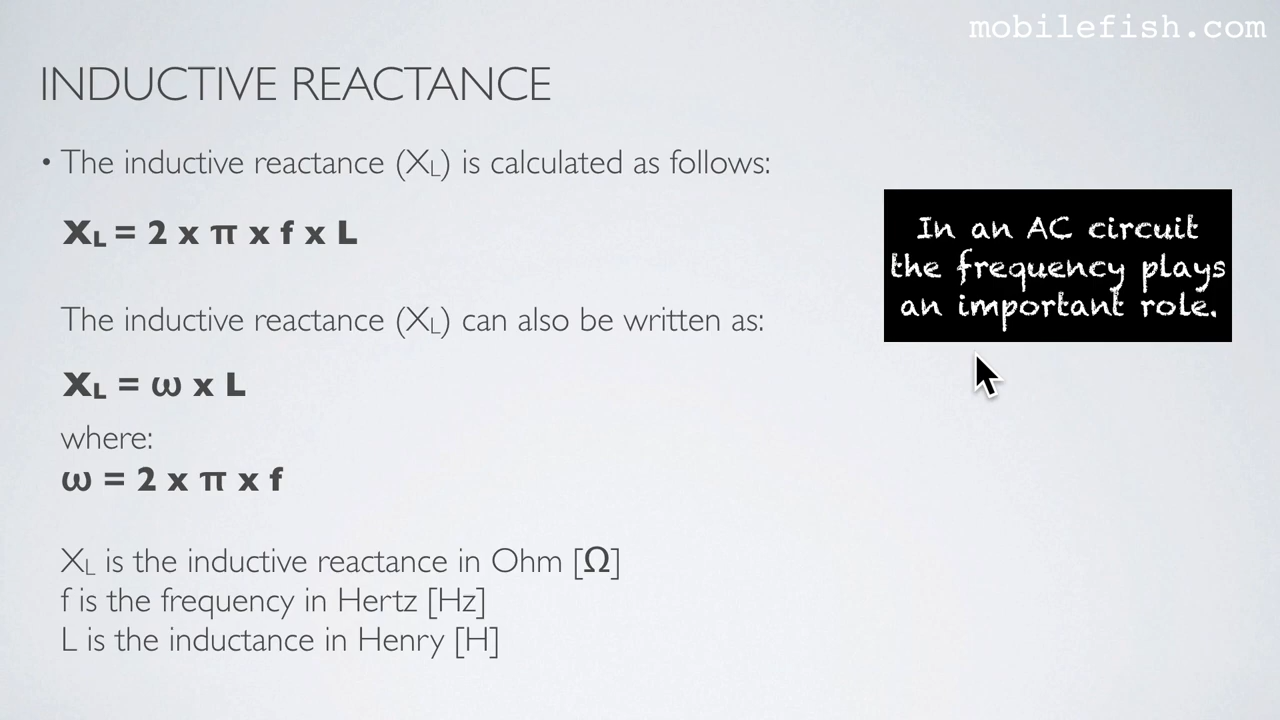 mobilefish.com
INDUCTIVE REACTANCE
• The inductive reactance (XL) is calculated as follows:
XL = 2 x π x f x L
In an AC circuit
the frequency plays
an important role.
The inductive reactance (XL) can also be written as:
XL = ω x L
where:
ω = 2 x π x f
XL is the inductive reactance in Ohm [Ω]
f is the frequency in Hertz [Hz]
L is the inductance in Henry [H]